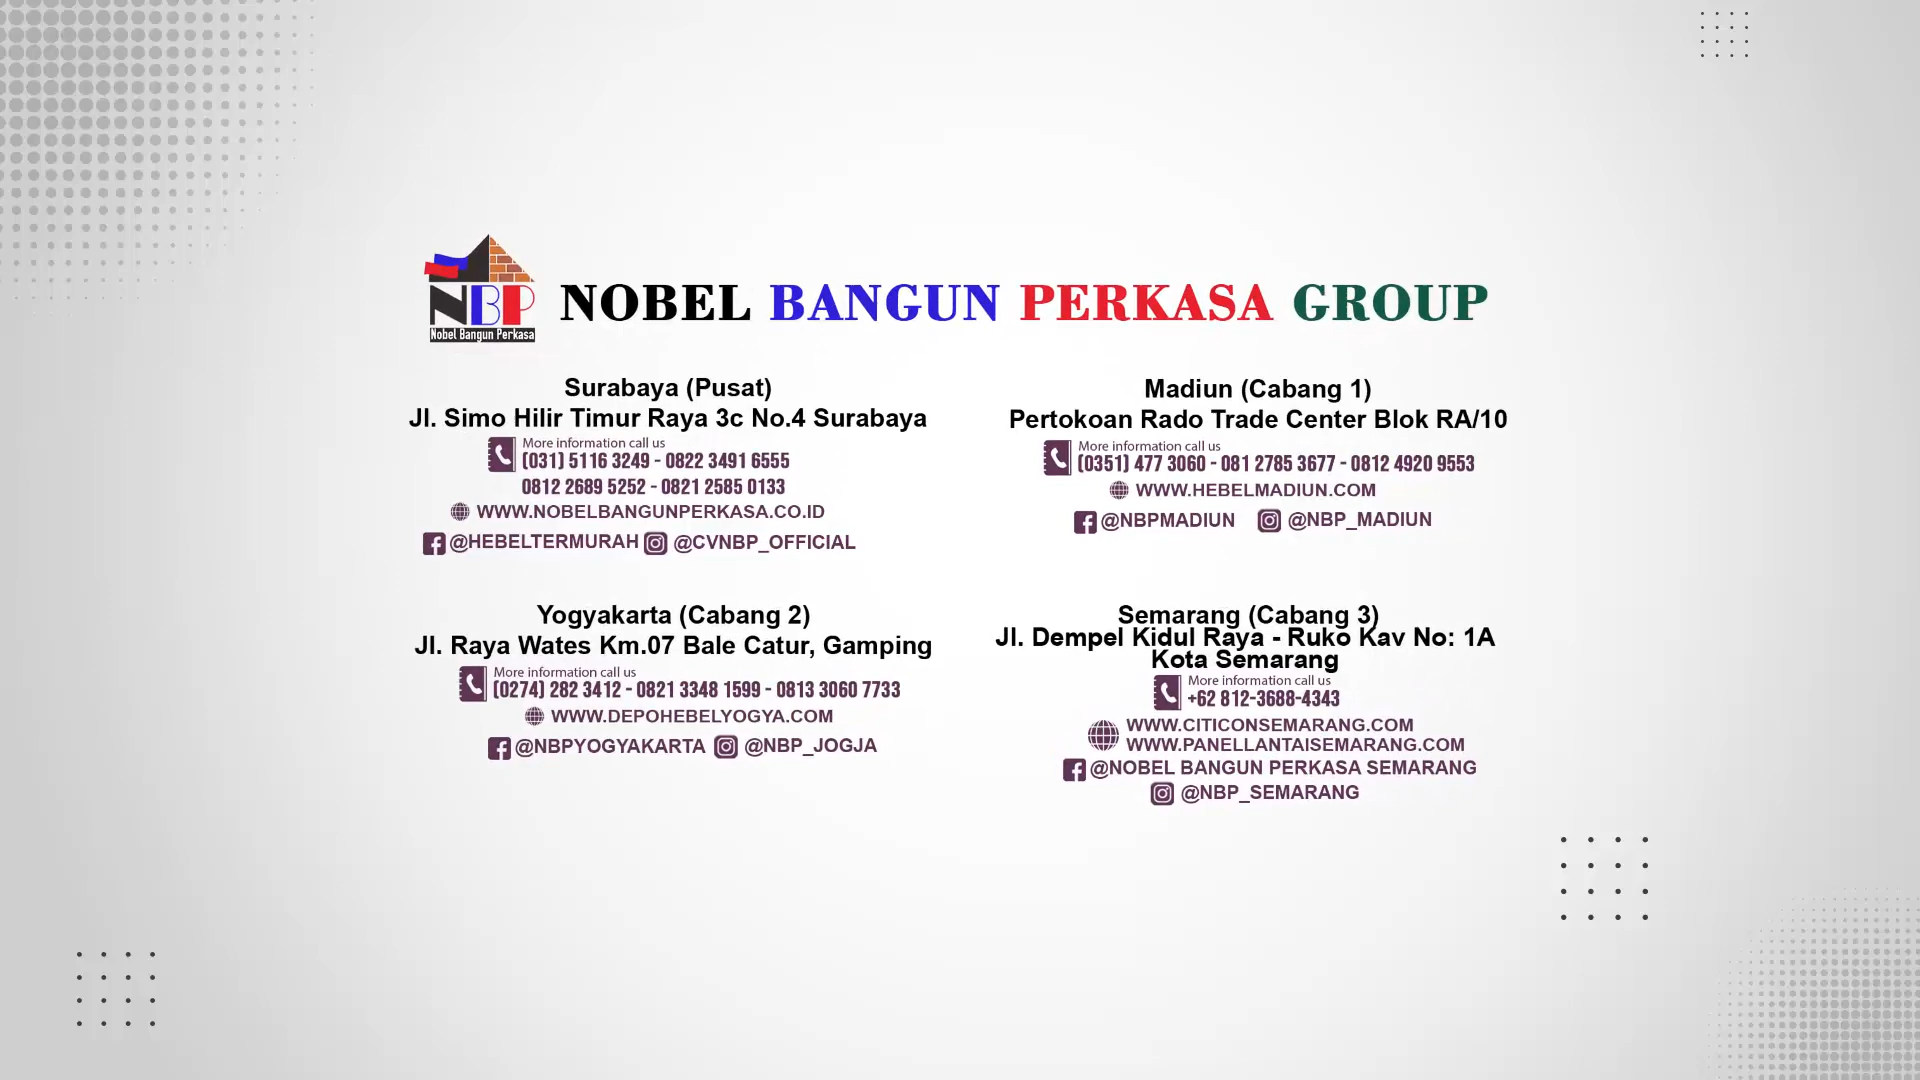 NBP
Nobel Bangun Perkasa
NOBEL BANGUN PERKASA GROUP
Surabaya (Pusat)
Jl. Simo Hilir Timur Raya 3c No.4 Surabaya
More information call us
(031) 5116 3249 - 0822 3491 6555
0812 2689 5252 - 0821 2585 0133
WWW.NOBELBANGUNPERKASA.CO.ID
@HEBELTERMURAH @CVNBP_OFFICIAL
Madiun (Cabang 1)
Pertokoan Rado Trade Center Blok RA/10
More information call us
(0351) 477 3060 - 081 2785 3677 - 0812 4920 9553
WWW.HEBELMADIUN.COM
@NBPMADIUN @NBP_MADIUN
Yogyakarta (Cabang 2)
Jl. Raya Wates Km.07 Bale Catur, Gamping
More information call us
(0274) 282 3412 - 0821 3348 1599 - 0813 3060 7733
WWW.DEPOHEBELYOGYA.COM
@NBPYOGYAKARTA @NBP_JOGJA
Semarang (Cabang 3)
Jl. Dempel Kidul Raya - Ruko Kav No: 1A
Kota Semarang
More information call us
+62 812-3688-4343
WWW.CITICONSEMARANG.COM
WWW.PANELLANTAISEMARANG.COM
@NOBEL BANGUN PERKASA SEMARANG
@NBP_SEMARANG